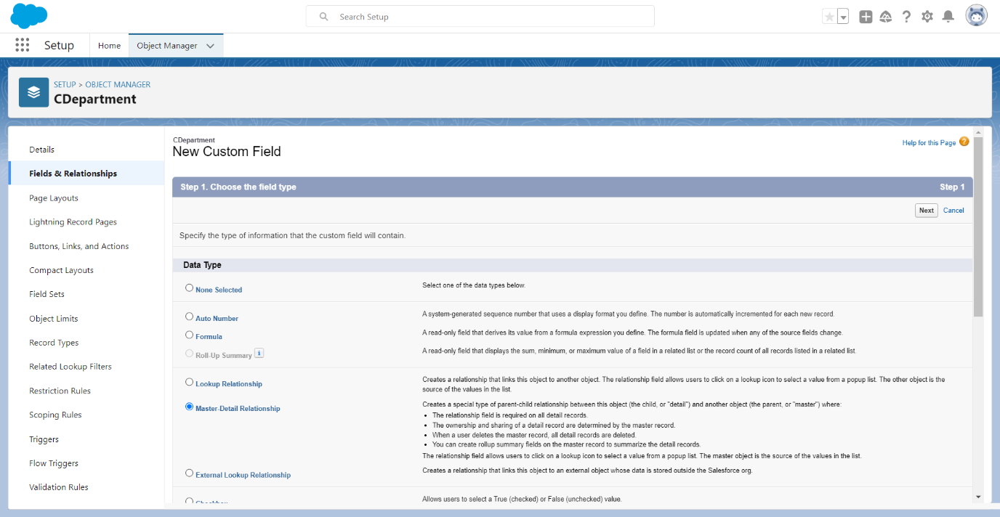 Search Setup
Setup
Home
Object Manager
SETUP > OBJECT MANAGER
CDepartment
Details
Fields & Relationships
Page Layouts
Lightning Record Pages
Buttons, Links, and Actions
Compact Layouts
Field Sets
Object Limits
Record Types
Related Lookup Filters
Restriction Rules
Scoping Rules
Triggers
Flow Triggers
Validation Rules
CDepartment
New Custom Field
Help for this Page
Step 1. Choose the field type
Step 1
Next
Cancel
Specify the type of information that the custom field will contain.
Data Type
None Selected
Select one of the data types below.
Auto Number
A system-generated sequence number that uses a display format you define. The number is automatically incremented for each new record.
Formula
A read-only field that derives its value from a formula expression you define. The formula field is updated when any of the source fields change.
Roll-Up Summary
A read-only field that displays the sum, minimum, or maximum value of a field in a related list or the record count of all records listed in a related list.
Lookup Relationship
Creates a relationship that links this object to another object. The relationship field allows users to click on a lookup icon to select a value from a popup list. The other object is the
source of the values in the list.
Master-Detail Relationship
Creates a special type of parent-child relationship between this object (the child, or "detail") and another object (the parent, or "master") where:
• The relationship field is required on all detail records.
• The ownership and sharing of a detail record are determined by the master record.
• When a user deletes the master record, all detail records are deleted.
• You can create rollup summary fields on the master record to summarize the detail records.
The relationship field allows users to click on a lookup icon to select a value from a popup list. The master object is the source of the values in the list.
External Lookup Relationship
Creates a relationship that links this object to an external object whose data is stored outside the Salesforce org.
Checkbox
Allows users to select a True (checked) or False (unchecked) value.